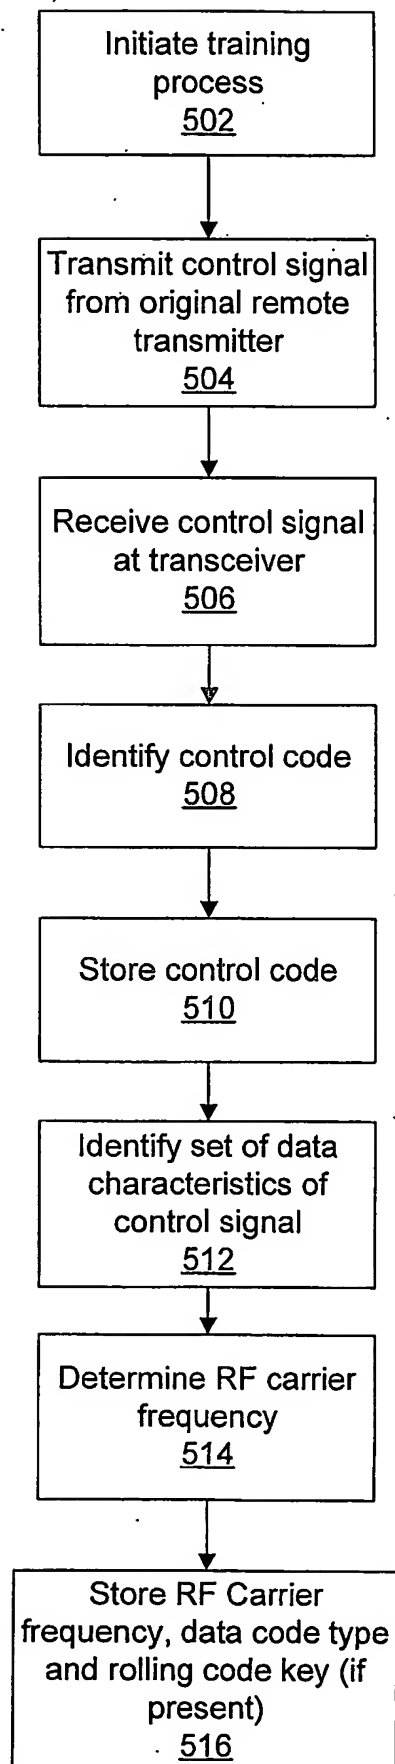 Initiate training
process
502
Transmit control signal
from original remote
transmitter
504
Receive control signal
at transceiver
506
Identify control code
508
Store control code
510
Identify set of data
characteristics of
control signal
512
Determine RF carrier
frequency
514
Store RF Carrier
frequency, data code type
and rolling code key (if
present)
516